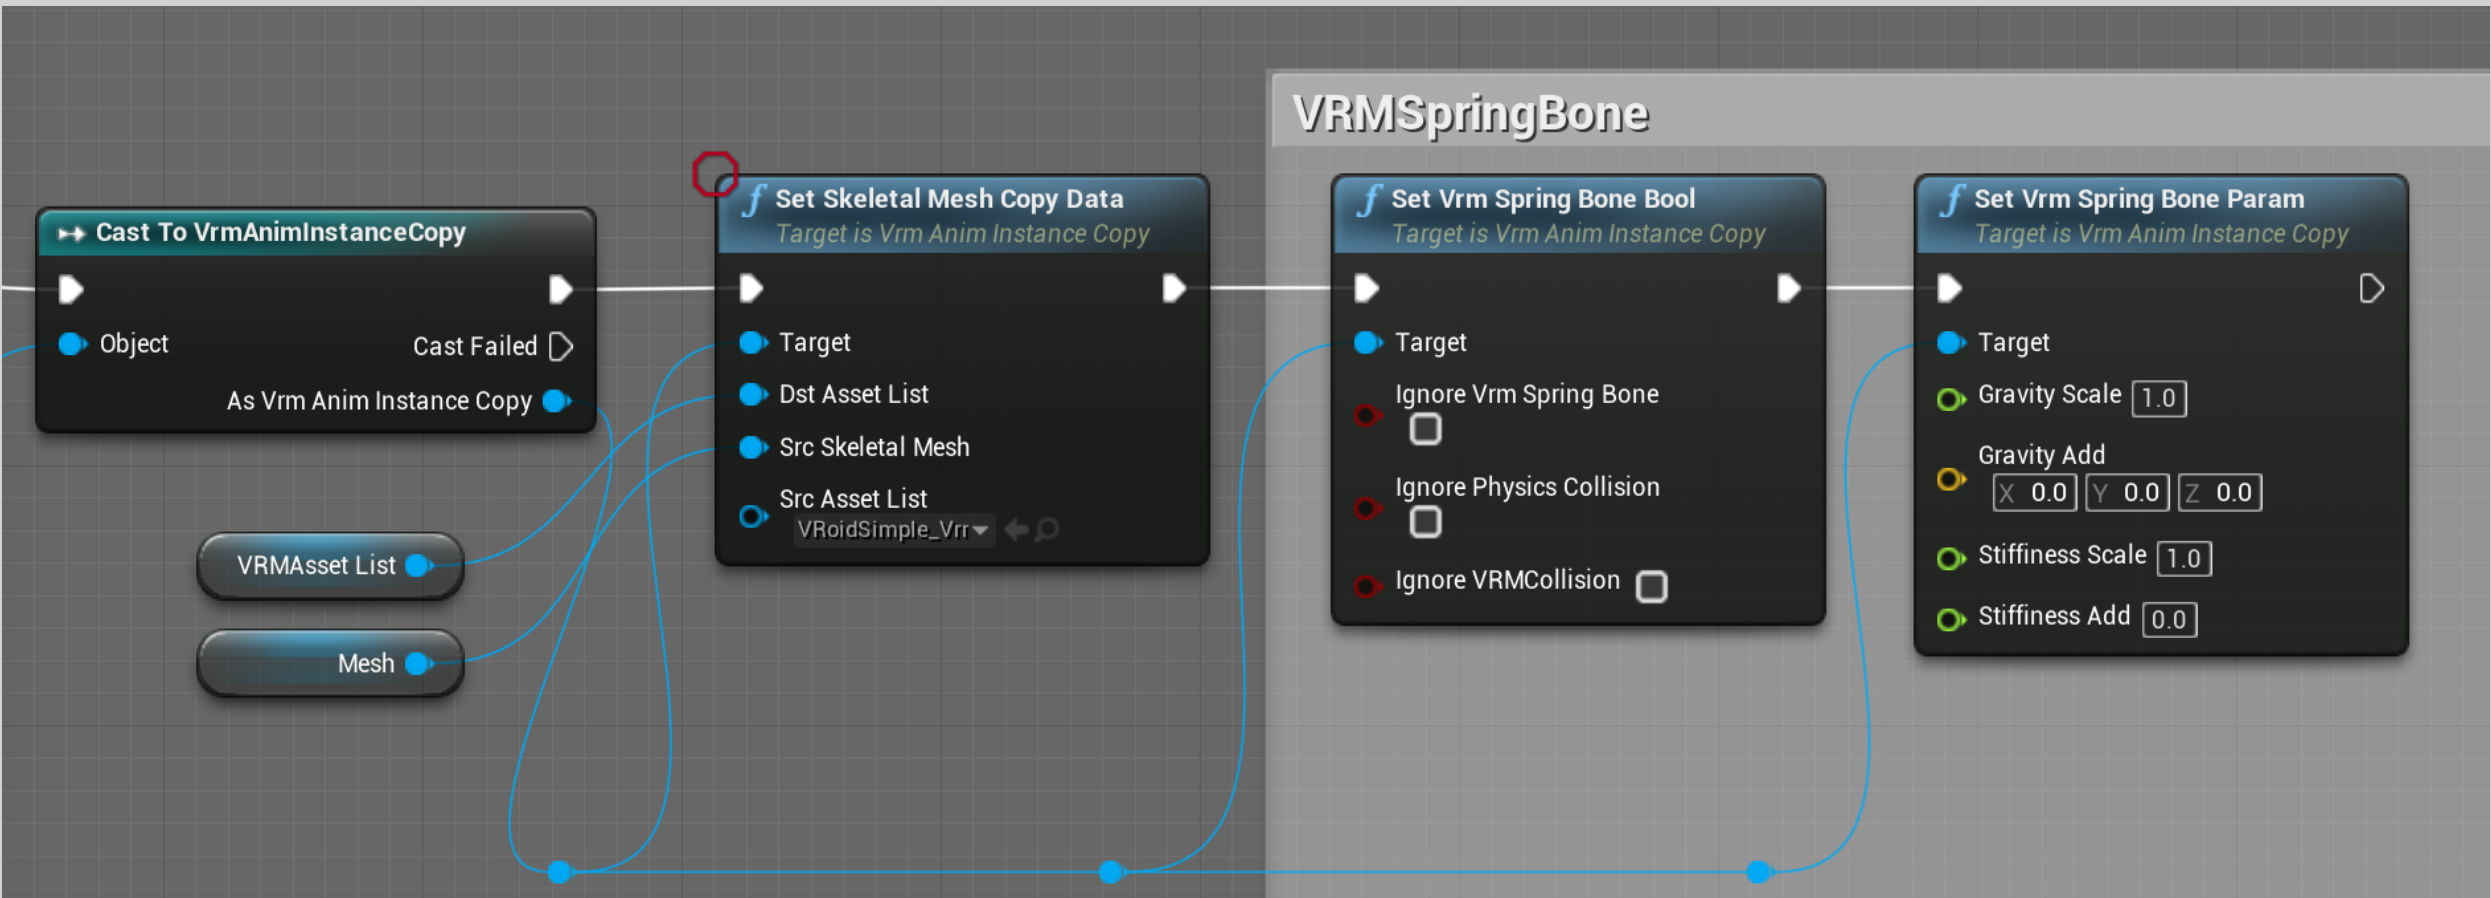 VRMSpringBone
Cast To VrmAnimInstanceCopy
Object
Cast Failed
As Vrm Anim Instance Copy
VRMAsset List
Mesh
Set Skeletal Mesh Copy Data
Target is Vrm Anim Instance Copy
Target
Dst Asset List
Src Skeletal Mesh
Src Asset List
VRoidSimple_Vrr
Set Vrm Spring Bone Bool
Target is Vrm Anim Instance Copy
Target
Ignore Vrm Spring Bone
Ignore Physics Collision
Ignore VRMCollision
Set Vrm Spring Bone Param
Target is Vrm Anim Instance Copy
Target
Gravity Scale 1.0
Gravity Add
X 0.0 Y 0.0 Z 0.0
Stiffiness Scale 1.0
Stiffiness Add 0.0